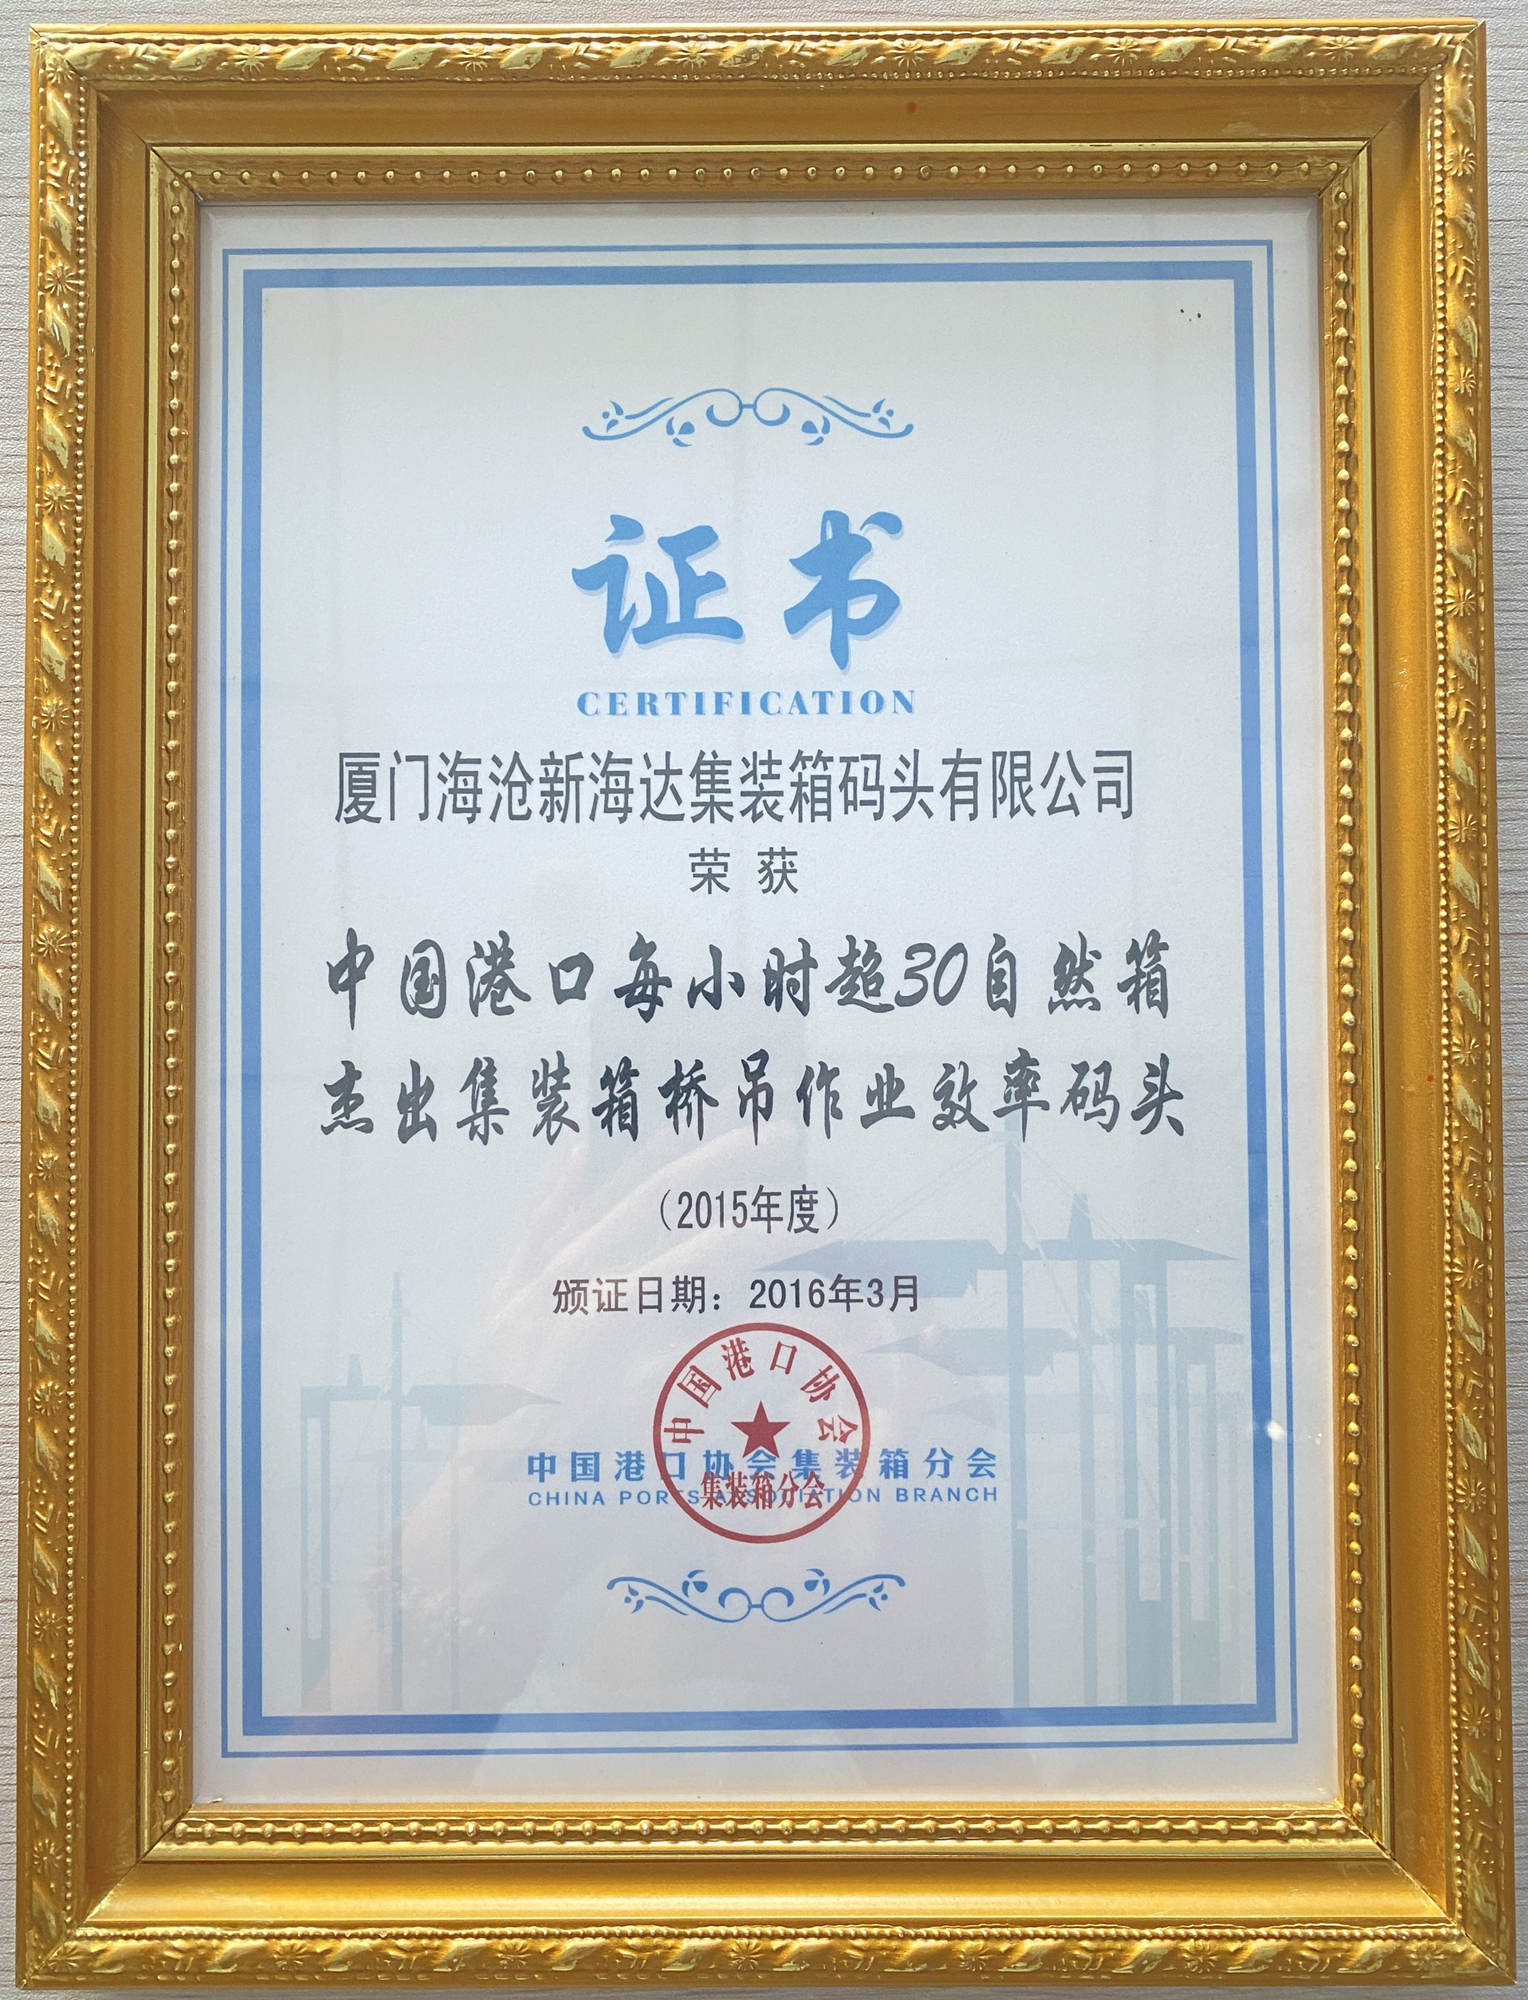 证书
CERTIFICATION
厦门海沧新海达集装箱码头有限公司
荣获
中国港口每小时超30自然箱
杰出集装箱桥吊作业效率码头
（2015年度）
颁证日期：2016年3月
中国港口协会
集装箱分会
中国港口协会集装箱分会
CHINA PORTS ASSOCIATION BRANCH